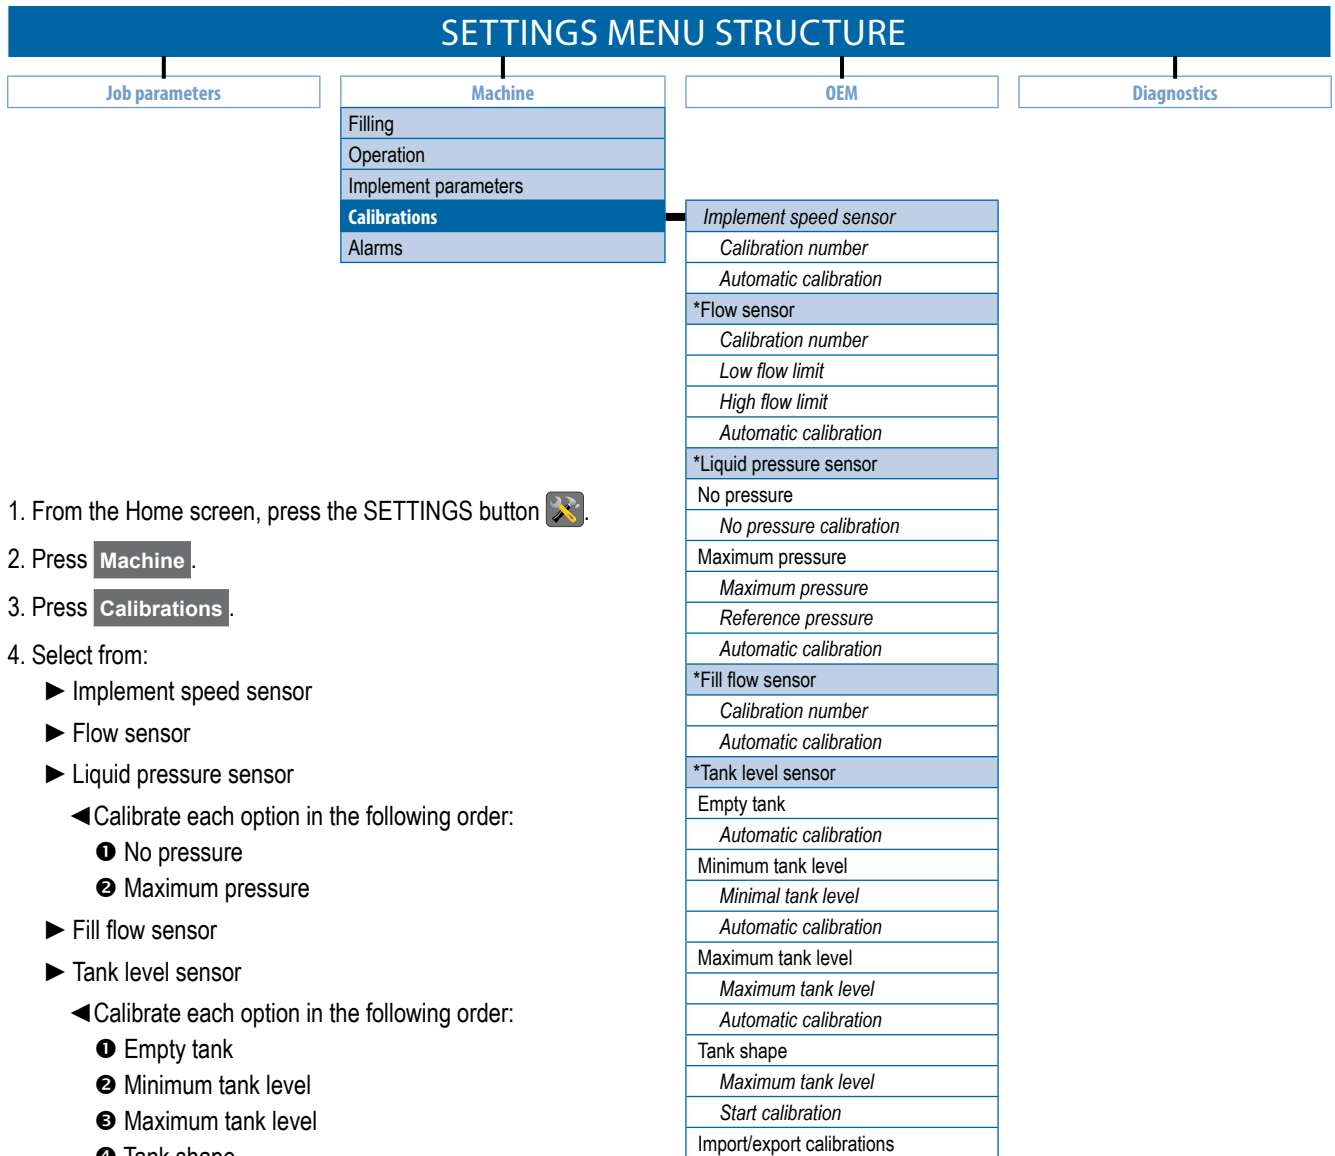 SETTINGS MENU STRUCTURE
Job parameters
Machine
OEM
Diagnostics
Filling
Operation
Implement parameters
Calibrations
Alarms
Implement speed sensor
Calibration number
Automatic calibration
*Flow sensor
Calibration number
Low flow limit
High flow limit
Automatic calibration
*Liquid pressure sensor
No pressure
No pressure calibration
Maximum pressure
Maximum pressure
Reference pressure
Automatic calibration
*Fill flow sensor
Calibration number
Automatic calibration
*Tank level sensor
Empty tank
Automatic calibration
Minimum tank level
Minimal tank level
Automatic calibration
Maximum tank level
Maximum tank level
Automatic calibration
Tank shape
Maximum tank level
Start calibration
Import/export calibrations
1. From the Home screen, press the SETTINGS button .
2. Press Machine .
3. Press Calibrations .
4. Select from:
►Implement speed sensor
►Flow sensor
►Liquid pressure sensor
◄Calibrate each option in the following order:
❶ No pressure
❷ Maximum pressure
►Fill flow sensor
►Tank level sensor
◄Calibrate each option in the following order:
❶ Empty tank
❷ Minimum tank level
❸ Maximum tank level
❹ Tank shape